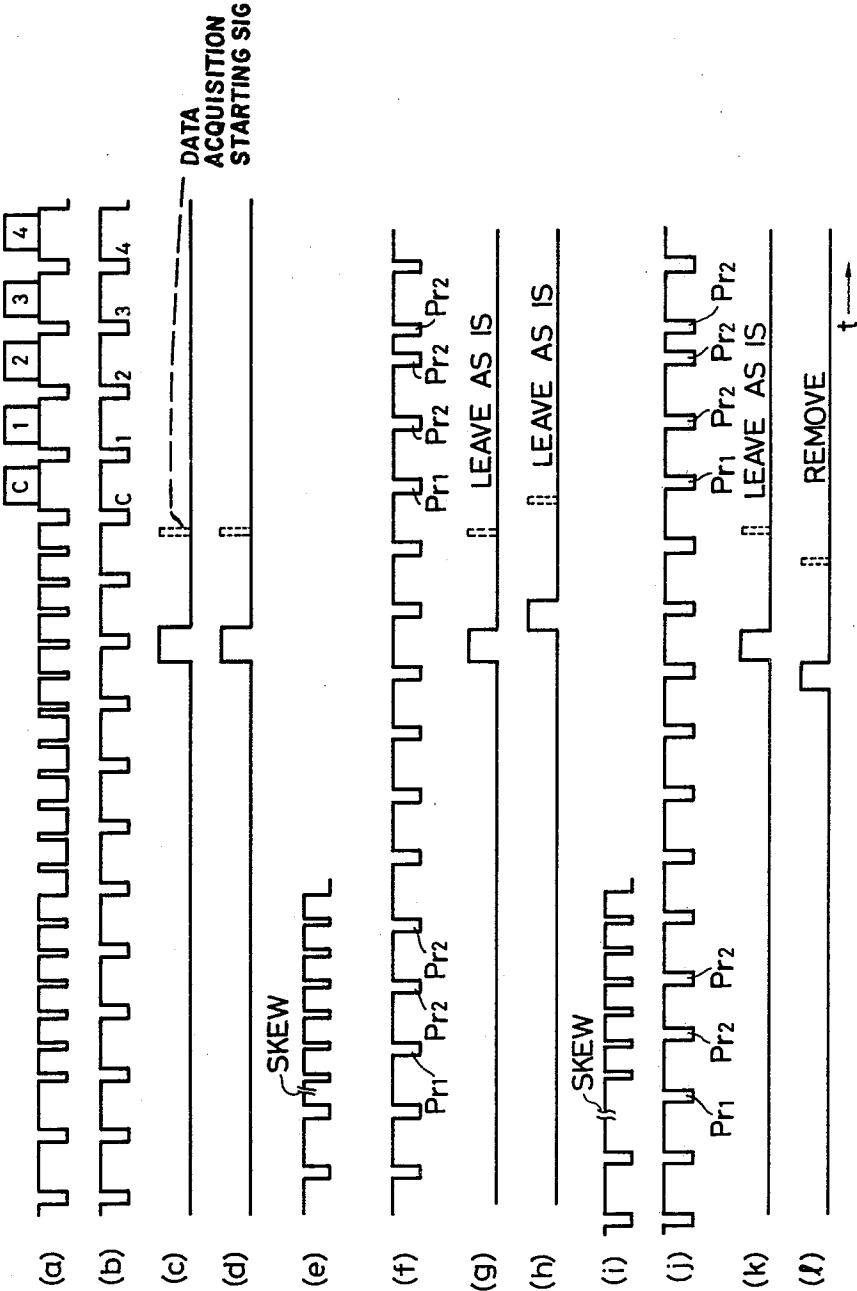 (a)
C 1 2 3 4
(b)
C 1 2 3 4
(c)
DATA
ACQUISITION
STARTING SIG
(d)
(e)
SKEW
(f)
Pr1 Pr2 Pr2 Pr1 Pr2 Pr2 Pr2
(g)
LEAVE AS IS
(h)
LEAVE AS IS
(i)
SKEW
(j)
Pr1 Pr2 Pr2 Pr1 Pr2 Pr2 Pr2
(k)
LEAVE AS IS
(ℓ)
REMOVE
t